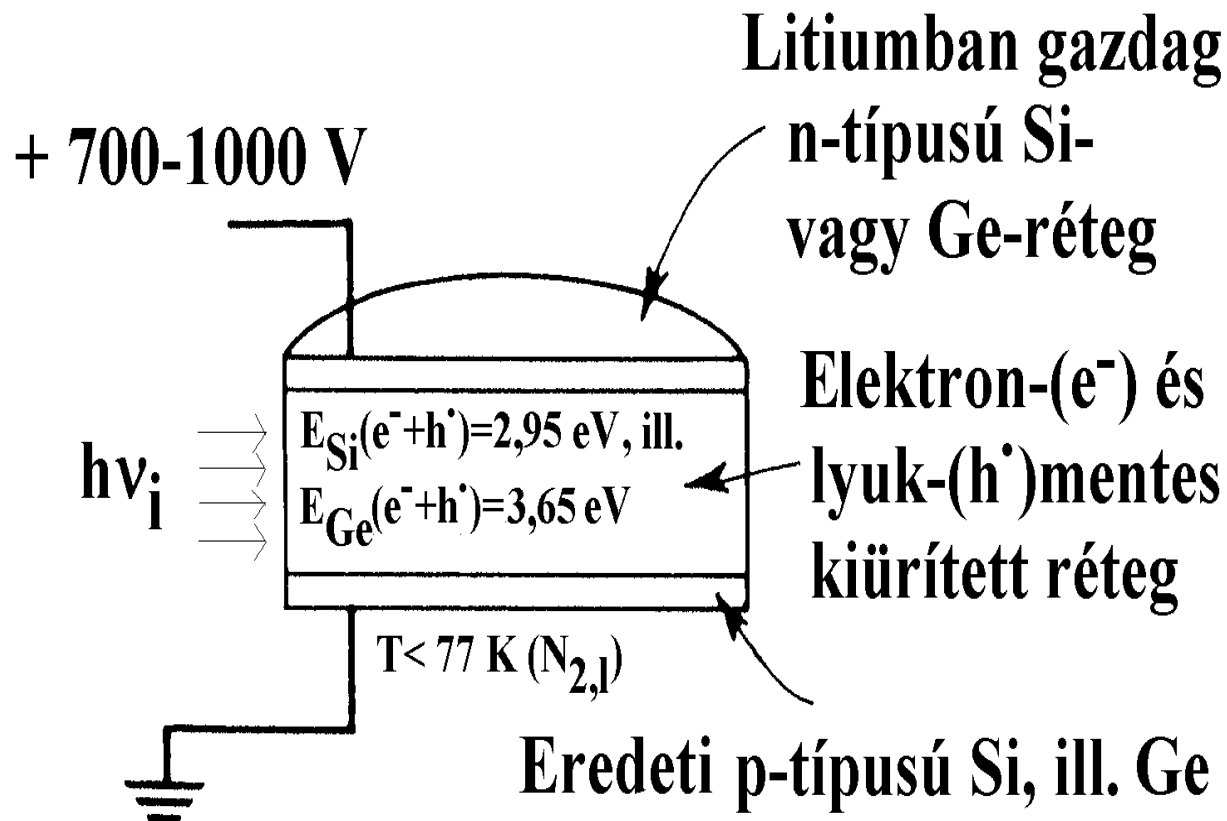 Litiumban gazdag
n-típusú Si-
vagy Ge-réteg
+ 700-1000 V
Elektron-(e⁻) és
lyuk-(h˙)mentes
kiürített réteg
E_Si(e⁻+h˙)=2,95 eV, ill.
E_Ge(e⁻+h˙)=3,65 eV
hν_i
T< 77 K (N_2,l)
Eredeti p-típusú Si, ill. Ge